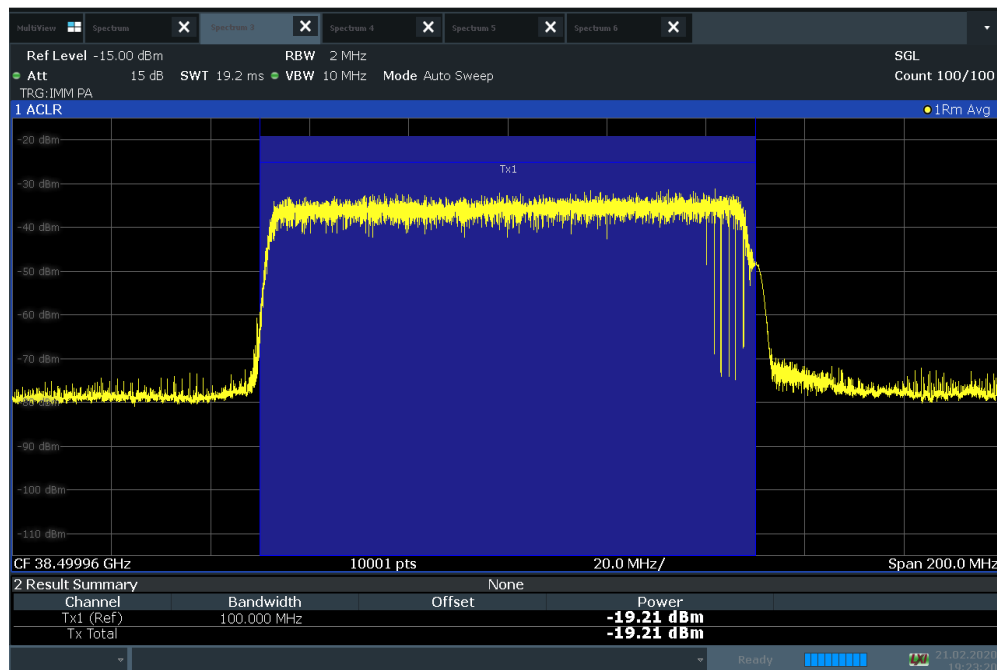 MultiView Spectrum Spectrum 3 Spectrum 4 Spectrum 5 Spectrum 6
Ref Level -15.00 dBm RBW 2 MHz SGL
Att 15 dB SWT 19.2 ms VBW 10 MHz Mode Auto Sweep Count 100/100
TRG:IMM PA
1 ACLR 1Rm Avg
-20 dBm
Tx1
-30 dBm
-40 dBm
-50 dBm
-60 dBm
-70 dBm
-90 dBm
-100 dBm
-110 dBm
CF 38.49996 GHz 10001 pts 20.0 MHz/ Span 200.0 MHz
2 Result Summary None
Channel Bandwidth Offset Power
Tx1 (Ref) 100.000 MHz -19.21 dBm
Tx Total -19.21 dBm
Ready 21.02.2020
19:23:20